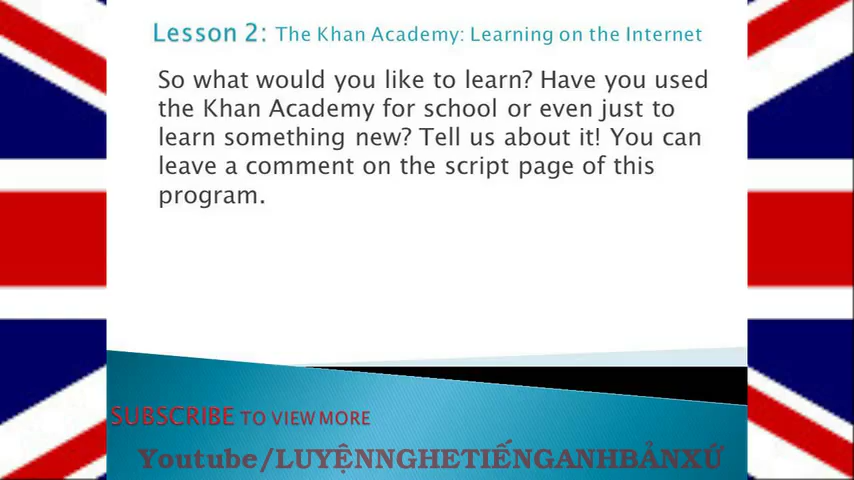 Lesson 2: The Khan Academy: Learning on the Internet
So what would you like to learn? Have you used
the Khan Academy for school or even just to
learn something new? Tell us about it! You can
leave a comment on the script page of this
program.
SUBSCRIBE TO VIEW MORE
Youtube/LUYỆNNGHETIẾNGANHBẢNXỨ